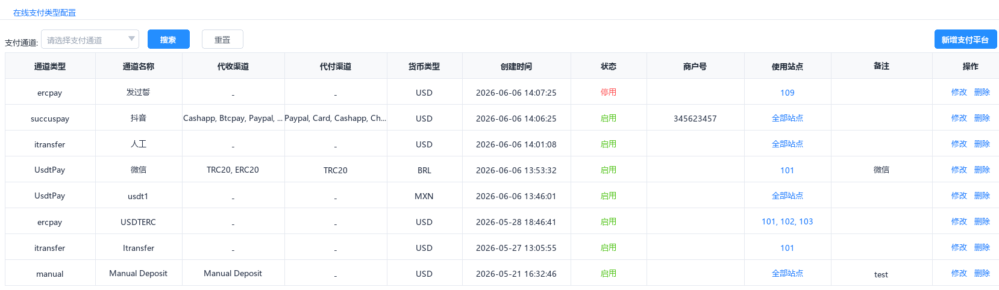 在线支付类型配置
支付通道: 请选择支付通道 搜索 重置 新增支付平台
通道类型 通道名称 代收渠道 代付渠道 货币类型 创建时间 状态 商户号 使用站点 备注 操作
ercpay 发过誓 - - USD 2026-06-06 14:07:25 停用 109 修改 删除
succuspay 抖音 Cashapp, Btcpay, Paypal, ... Paypal, Card, Cashapp, Ch... USD 2026-06-06 14:06:25 启用 345623457 全部站点 修改 删除
itransfer 人工 - - USD 2026-06-06 14:01:08 启用 全部站点 修改 删除
UsdtPay 微信 TRC20, ERC20 TRC20 BRL 2026-06-06 13:53:32 启用 101 微信 修改 删除
UsdtPay usdt1 - - MXN 2026-06-06 13:46:01 启用 全部站点 修改 删除
ercpay USDTERC - - USD 2026-05-28 18:46:41 启用 101, 102, 103 修改 删除
itransfer Itransfer - - USD 2026-05-27 13:05:55 启用 101 修改 删除
manual Manual Deposit Manual Deposit - USD 2026-05-21 16:32:46 启用 全部站点 test 修改 删除